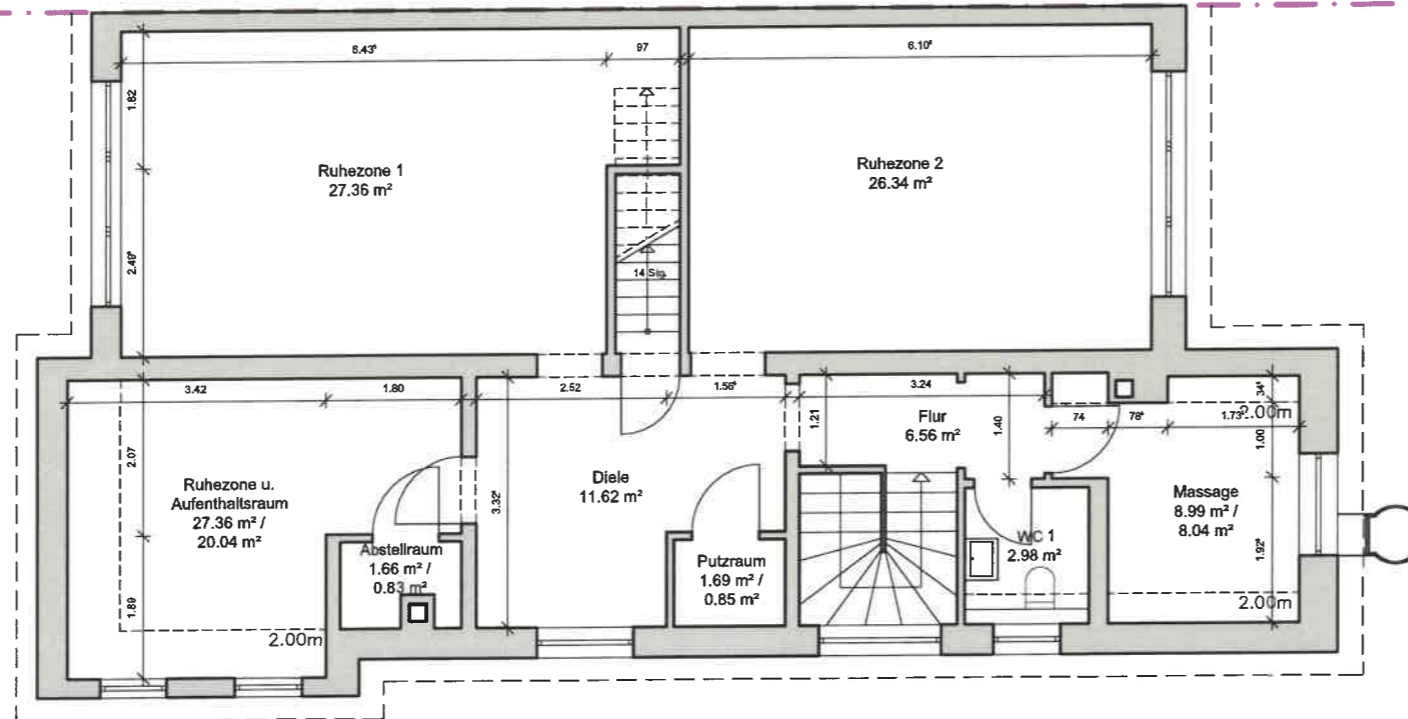 6.43⁵
97
6.10⁵
1.62
2.49⁵
Ruhezone 1
27.36 m²
Ruhezone 2
26.34 m²
14 Stg.
3.42
1.80
2.52
1.56⁵
3.24
1.21
1.40
34⁵
2.00m
74
78⁵
1.73⁵
1.00
2.07
3.32⁵
Flur
6.56 m²
Ruhezone u.
Aufenthaltsraum
27.36 m² /
20.04 m²
Diele
11.62 m²
Massage
8.99 m² /
8.04 m²
Abstellraum
1.66 m² /
0.83 m²
Putzraum
1.69 m² /
0.85 m²
WC 1
2.98 m²
1.92⁵
1.89
2.00m
2.00m